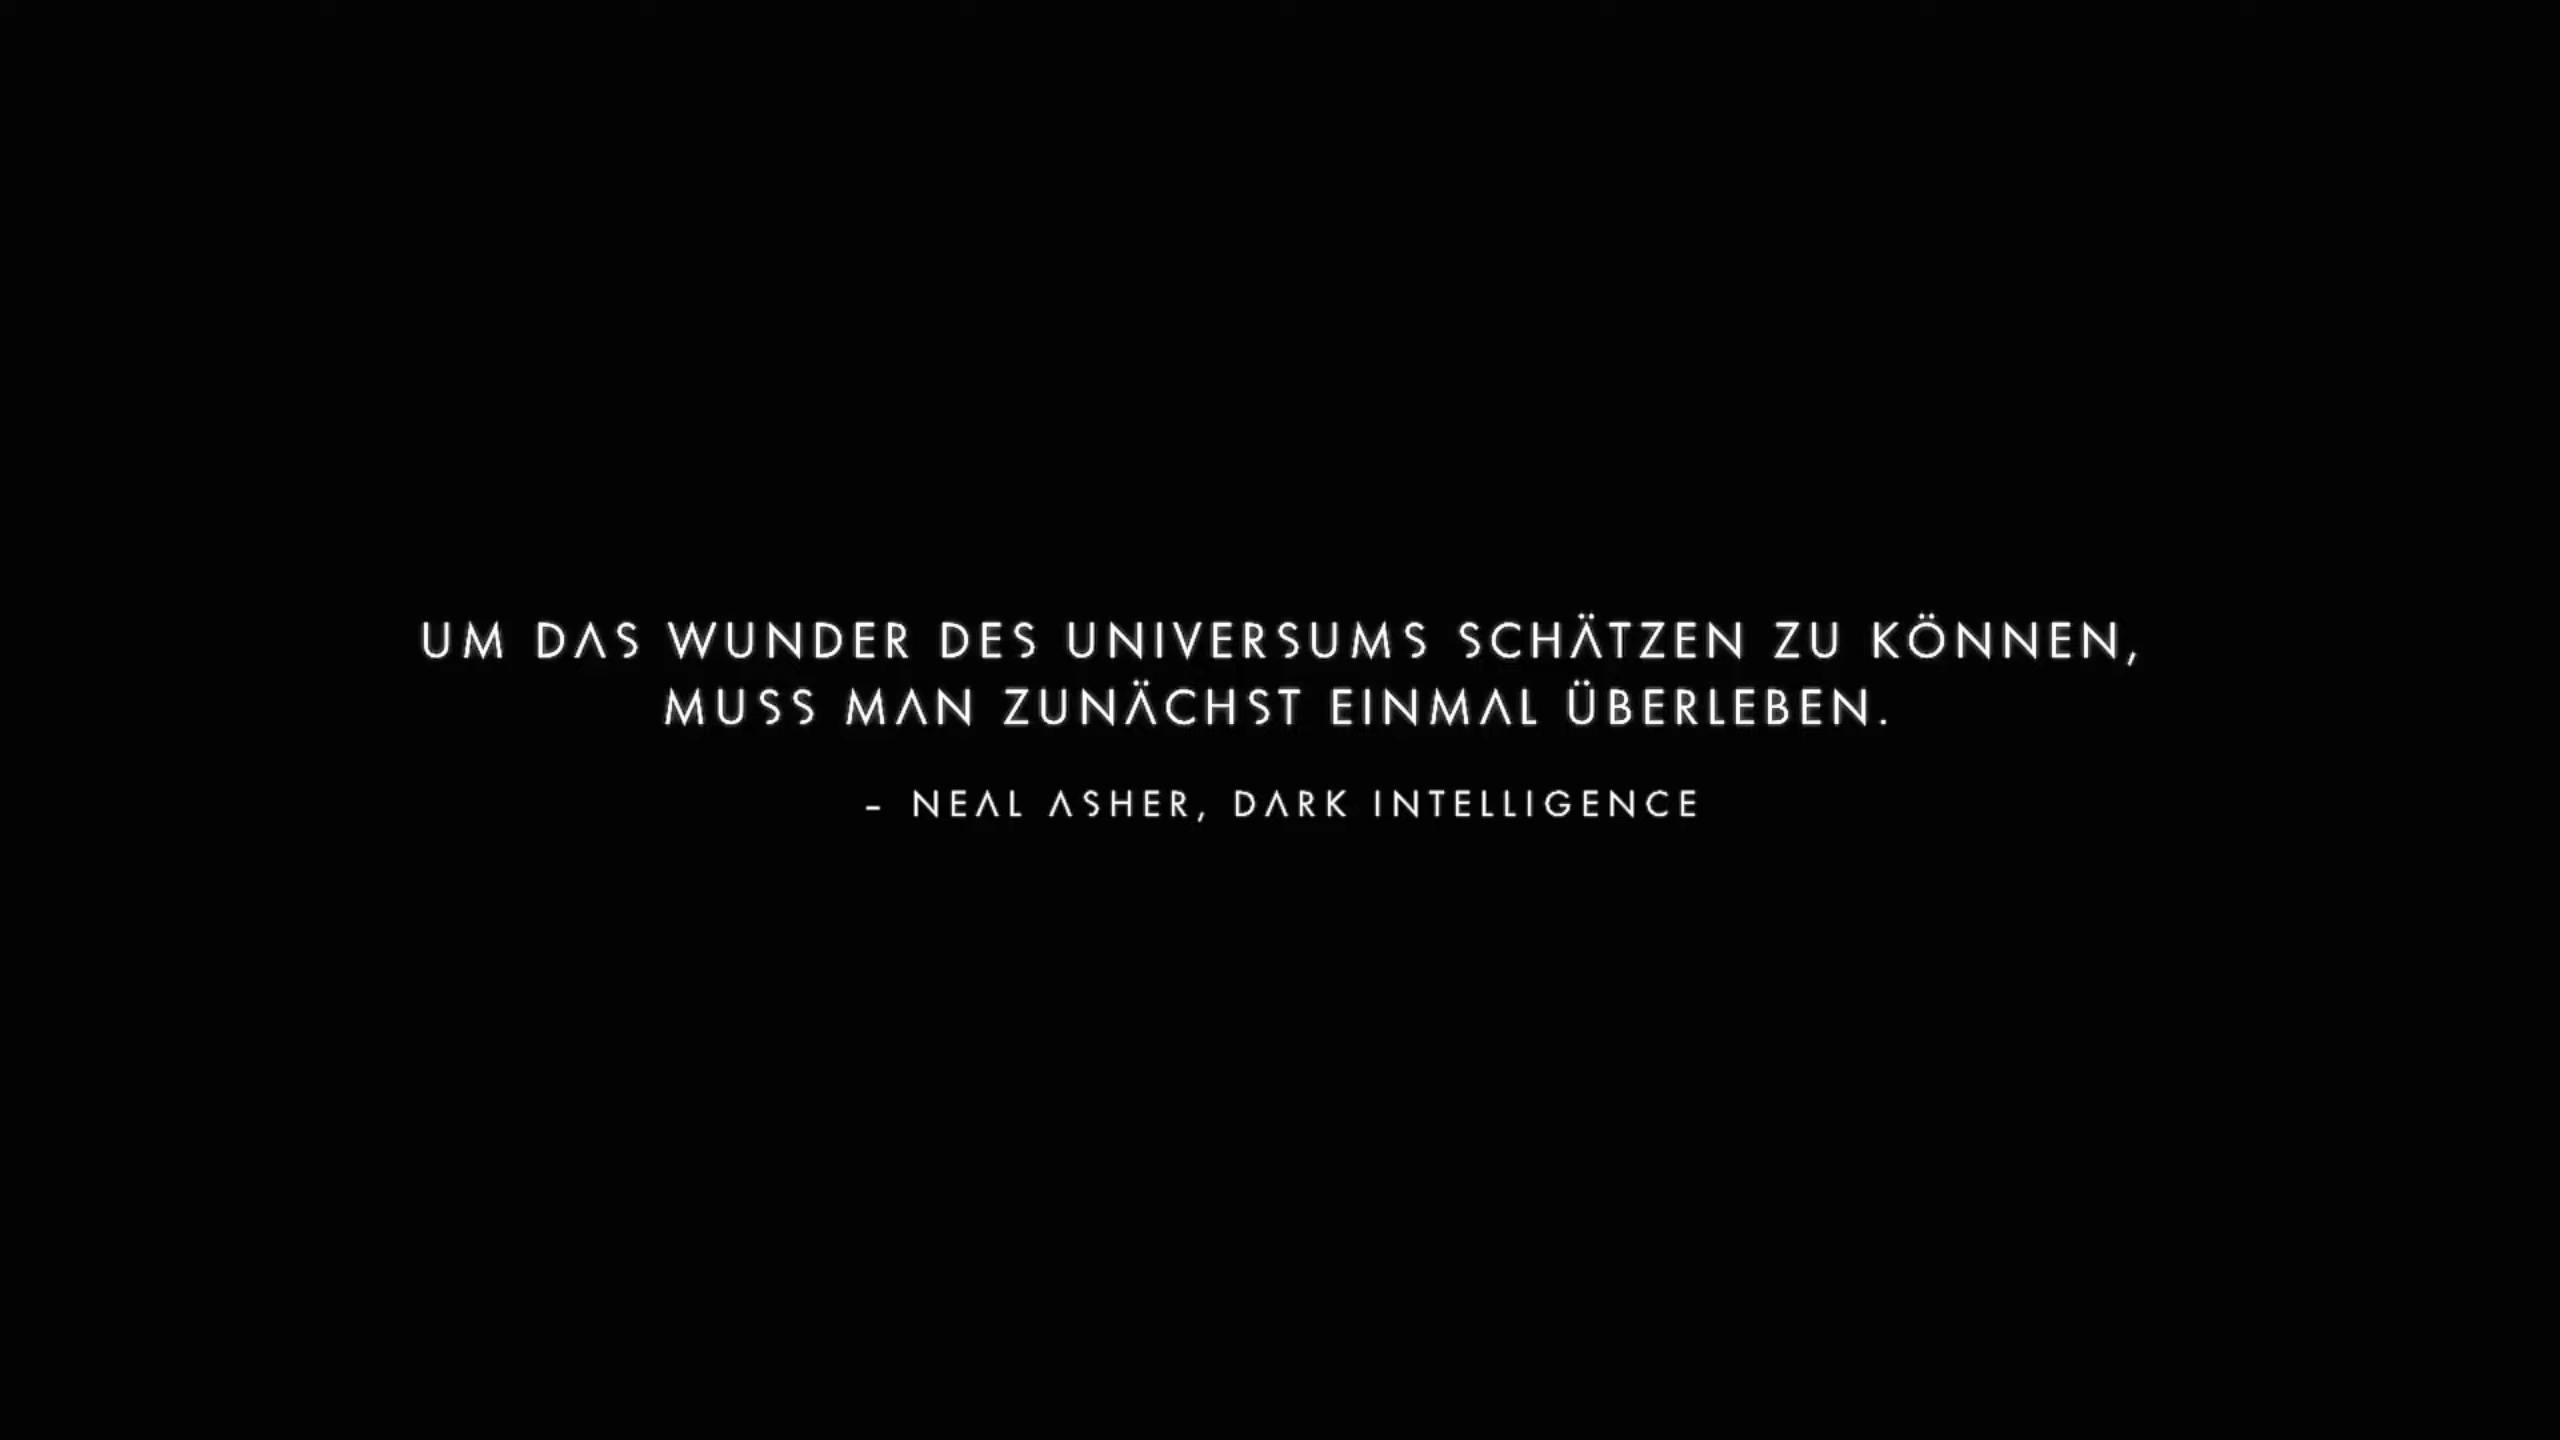 UM DAS WUNDER DES UNIVERSUMS SCHÄTZEN ZU KÖNNEN,
MUSS MAN ZUNÄCHST EINMAL ÜBERLEBEN.
– NEAL ASHER, DARK INTELLIGENCE